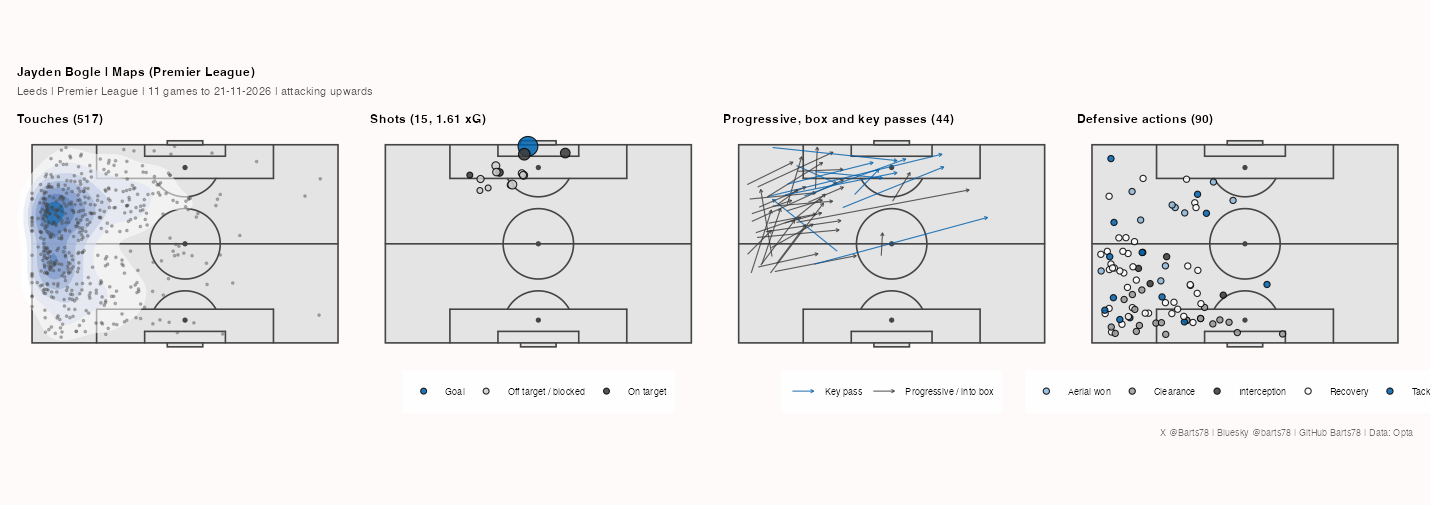 Jayden Bogle | Maps (Premier League)
Leeds | Premier League | 11 games to 21-11-2026 | attacking upwards
Touches (517)
Shots (15, 1.61 xG)
Progressive, box and key passes (44)
Defensive actions (90)
Goal
Off target / blocked
On target
Key pass
Progressive / into box
Aerial won
Clearance
Interception
Recovery
Tack
X @Barts78 | Bluesky @barts78 | GitHub Barts78 | Data: Opta